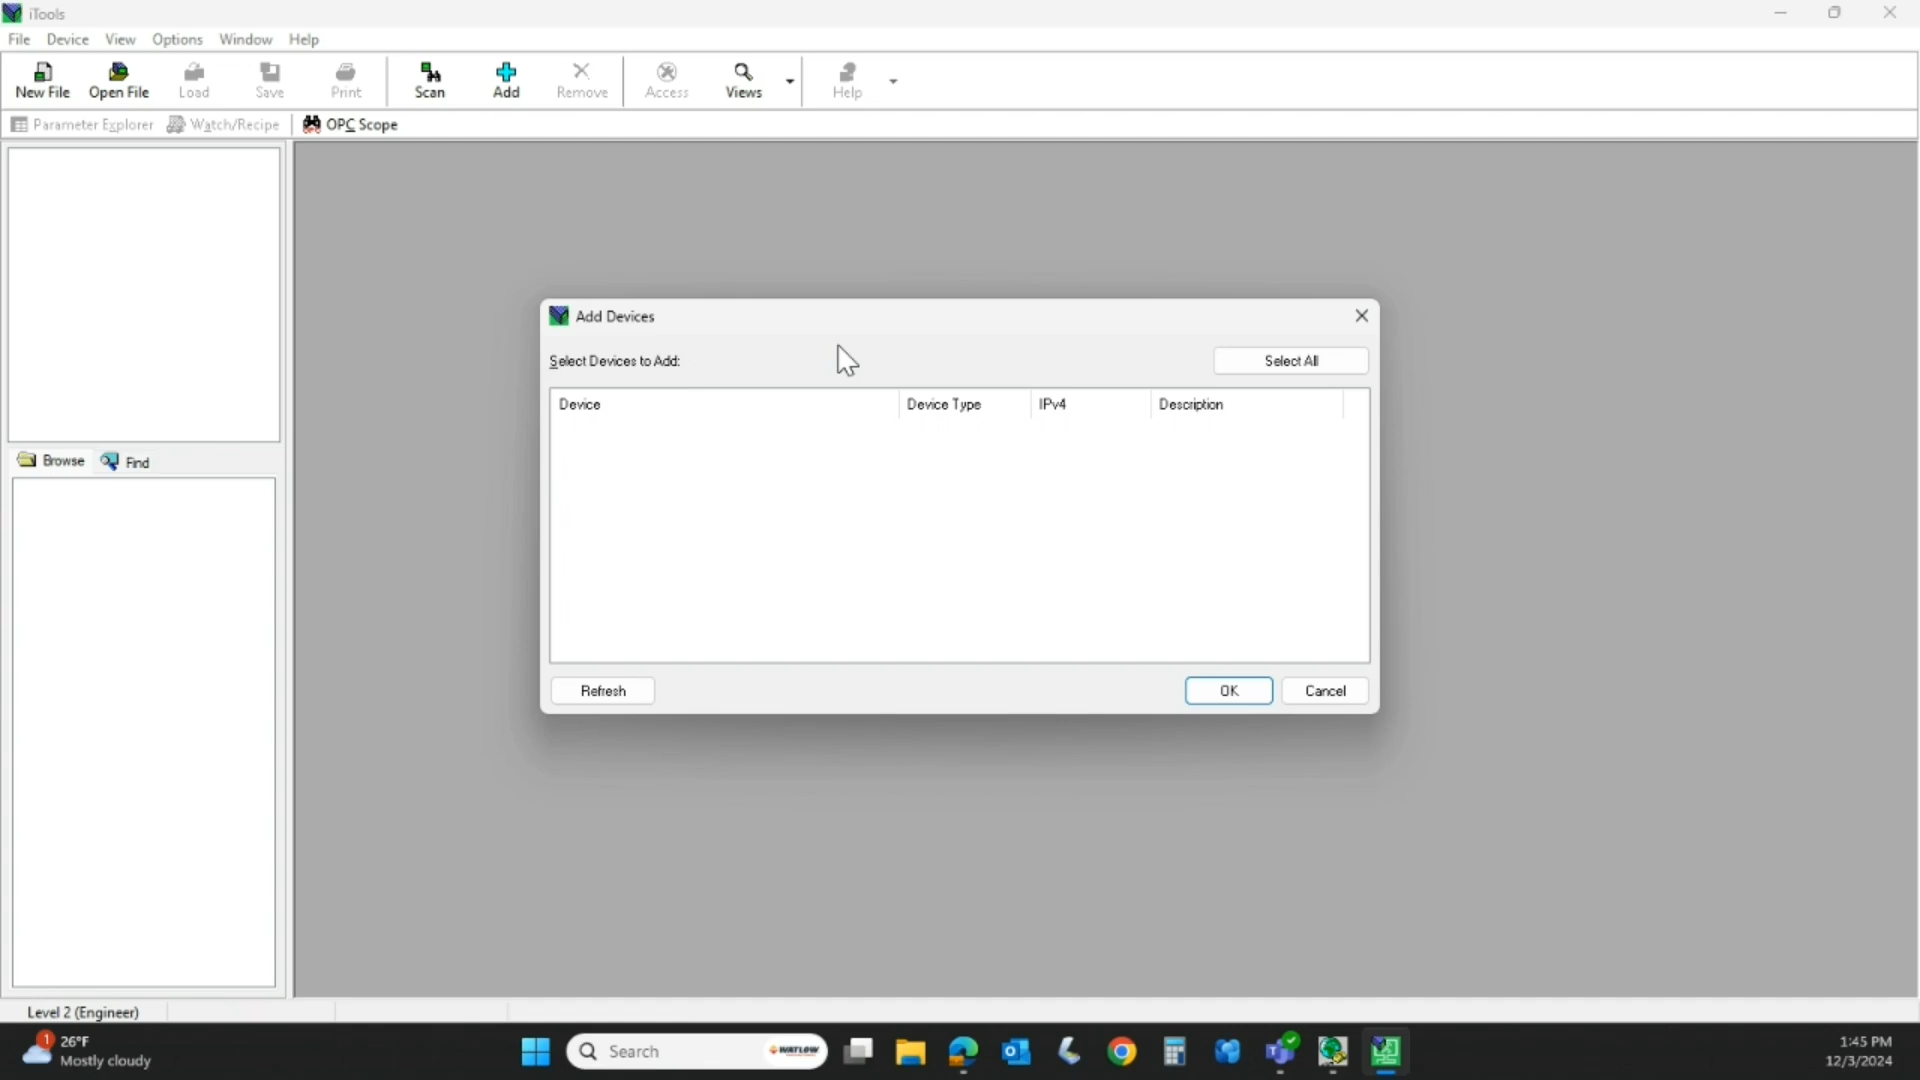 iTools
File Device View Options Window Help
New File Open File Load Save Print Scan Add Remove Access Views Help
Parameter Explorer Watch/Recipe OPC Scope
Add Devices
Select Devices to Add: Select All
Device Device Type IPv4 Description
Browse Find
Refresh OK Cancel
Level 2 (Engineer)
1 26°F
Mostly cloudy
Search WATLOW
1:45 PM
12/3/2024